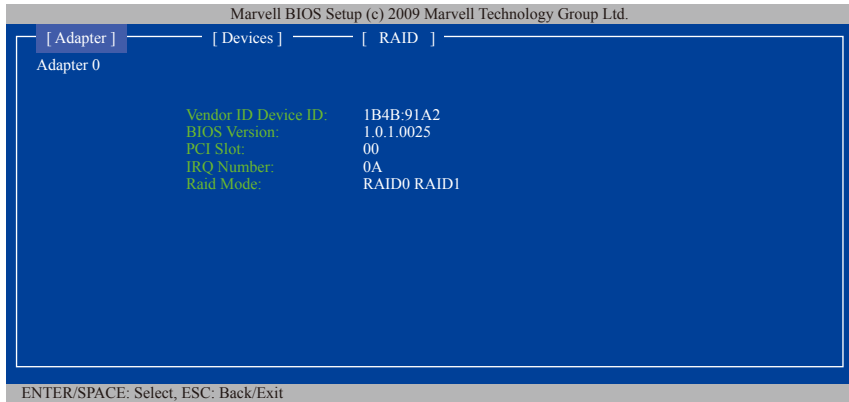 Marvell BIOS Setup (c) 2009 Marvell Technology Group Ltd.
[ Adapter ] [ Devices ] [ RAID ]
Adapter 0
Vendor ID Device ID: 1B4B:91A2
BIOS Version: 1.0.1.0025
PCI Slot: 00
IRQ Number: 0A
Raid Mode: RAID0 RAID1
ENTER/SPACE: Select, ESC: Back/Exit